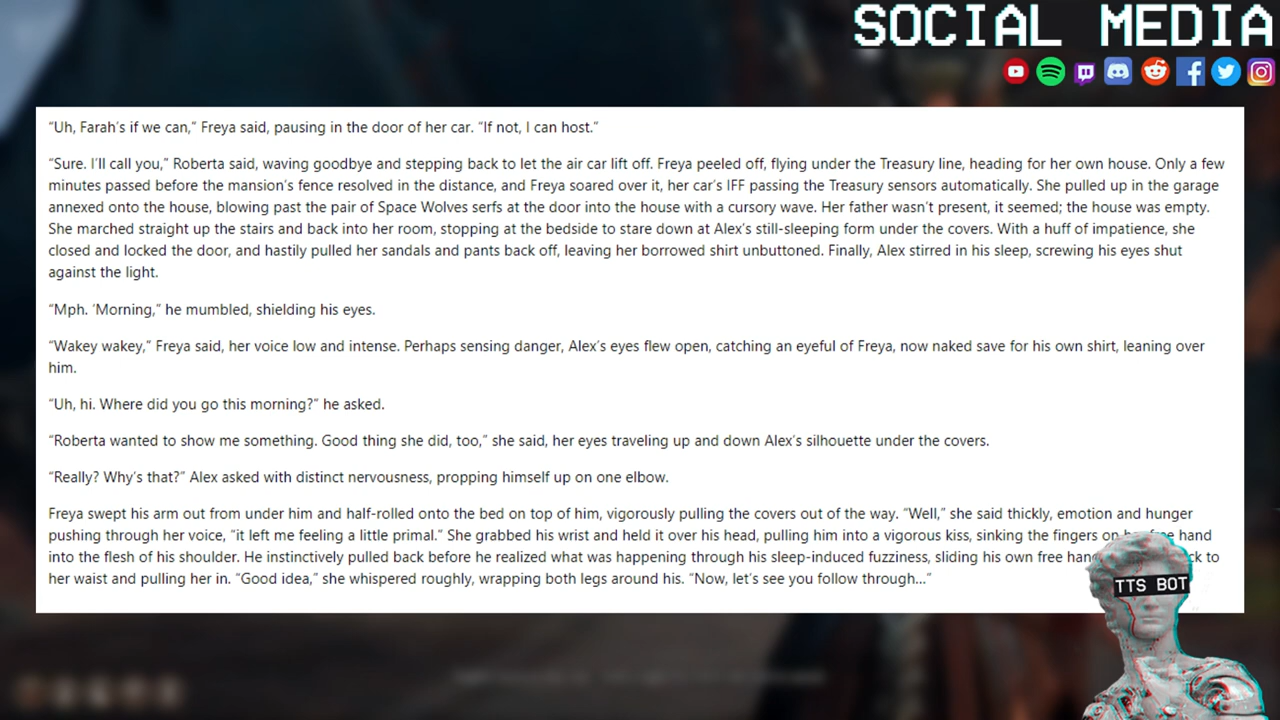 SOCIAL MEDIA
“Uh, Farah’s if we can,” Freya said, pausing in the door of her car. “If not, I can host.”
“Sure. I’ll call you,” Roberta said, waving goodbye and stepping back to let the air car lift off. Freya peeled off, flying under the Treasury line, heading for her own house. Only a few
minutes passed before the mansion’s fence resolved in the distance, and Freya soared over it, her car’s IFF passing the Treasury sensors automatically. She pulled up in the garage
annexed onto the house, blowing past the pair of Space Wolves serfs at the door into the house with a cursory wave. Her father wasn’t present, it seemed; the house was empty.
She marched straight up the stairs and back into her room, stopping at the bedside to stare down at Alex’s still-sleeping form under the covers. With a huff of impatience, she
closed and locked the door, and hastily pulled her sandals and pants back off, leaving her borrowed shirt unbuttoned. Finally, Alex stirred in his sleep, screwing his eyes shut
against the light.
“Mph. ‘Morning,” he mumbled, shielding his eyes.
“Wakey wakey,” Freya said, her voice low and intense. Perhaps sensing danger, Alex’s eyes flew open, catching an eyeful of Freya, now naked save for his own shirt, leaning over
him.
“Uh, hi. Where did you go this morning?” he asked.
“Roberta wanted to show me something. Good thing she did, too,” she said, her eyes traveling up and down Alex’s silhouette under the covers.
“Really? Why’s that?” Alex asked with distinct nervousness, propping himself up on one elbow.
Freya swept his arm out from under him and half-rolled onto the bed on top of him, vigorously pulling the covers out of the way. “Well,” she said thickly, emotion and hunger
pushing through her voice, “it left me feeling a little primal.” She grabbed his wrist and held it over his head, pulling him into a vigorous kiss, sinking the fingers on hand
into the flesh of his shoulder. He instinctively pulled back before he realized what was happening through his sleep-induced fuzziness, sliding his own free to
her waist and pulling her in. “Good idea,” she whispered roughly, wrapping both legs around his. “Now, let’s see you follow through…”
TTS BOT